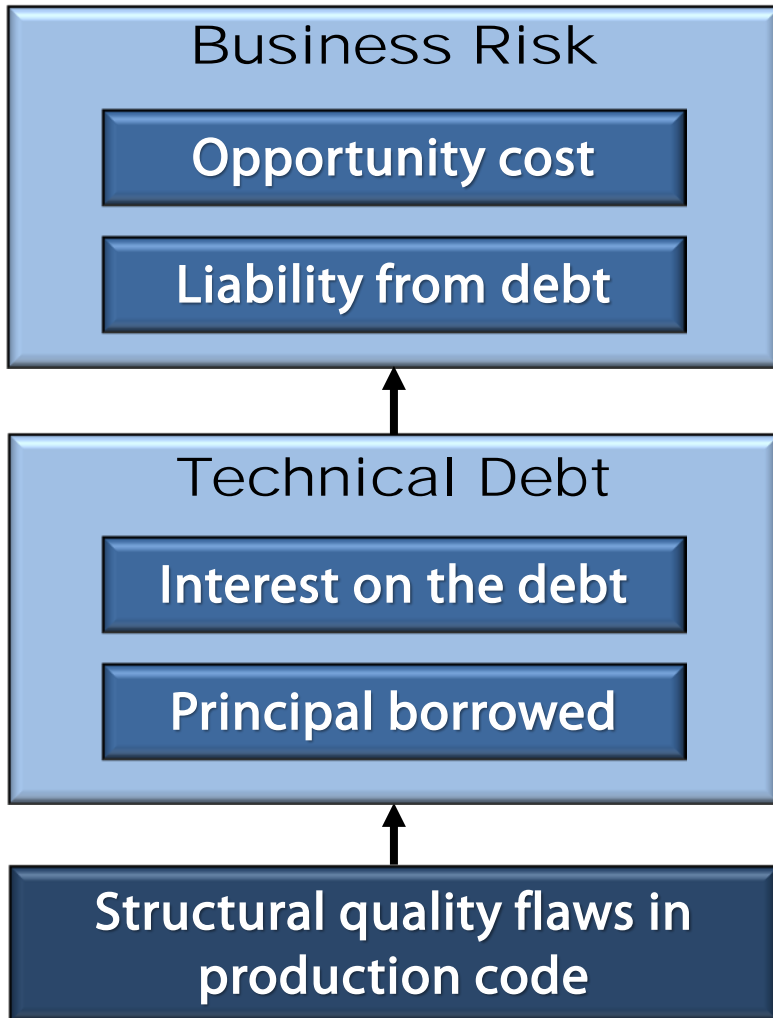 Business Risk
Opportunity cost
Liability from debt
Technical Debt
Interest on the debt
Principal borrowed
Structural quality flaws in
production code